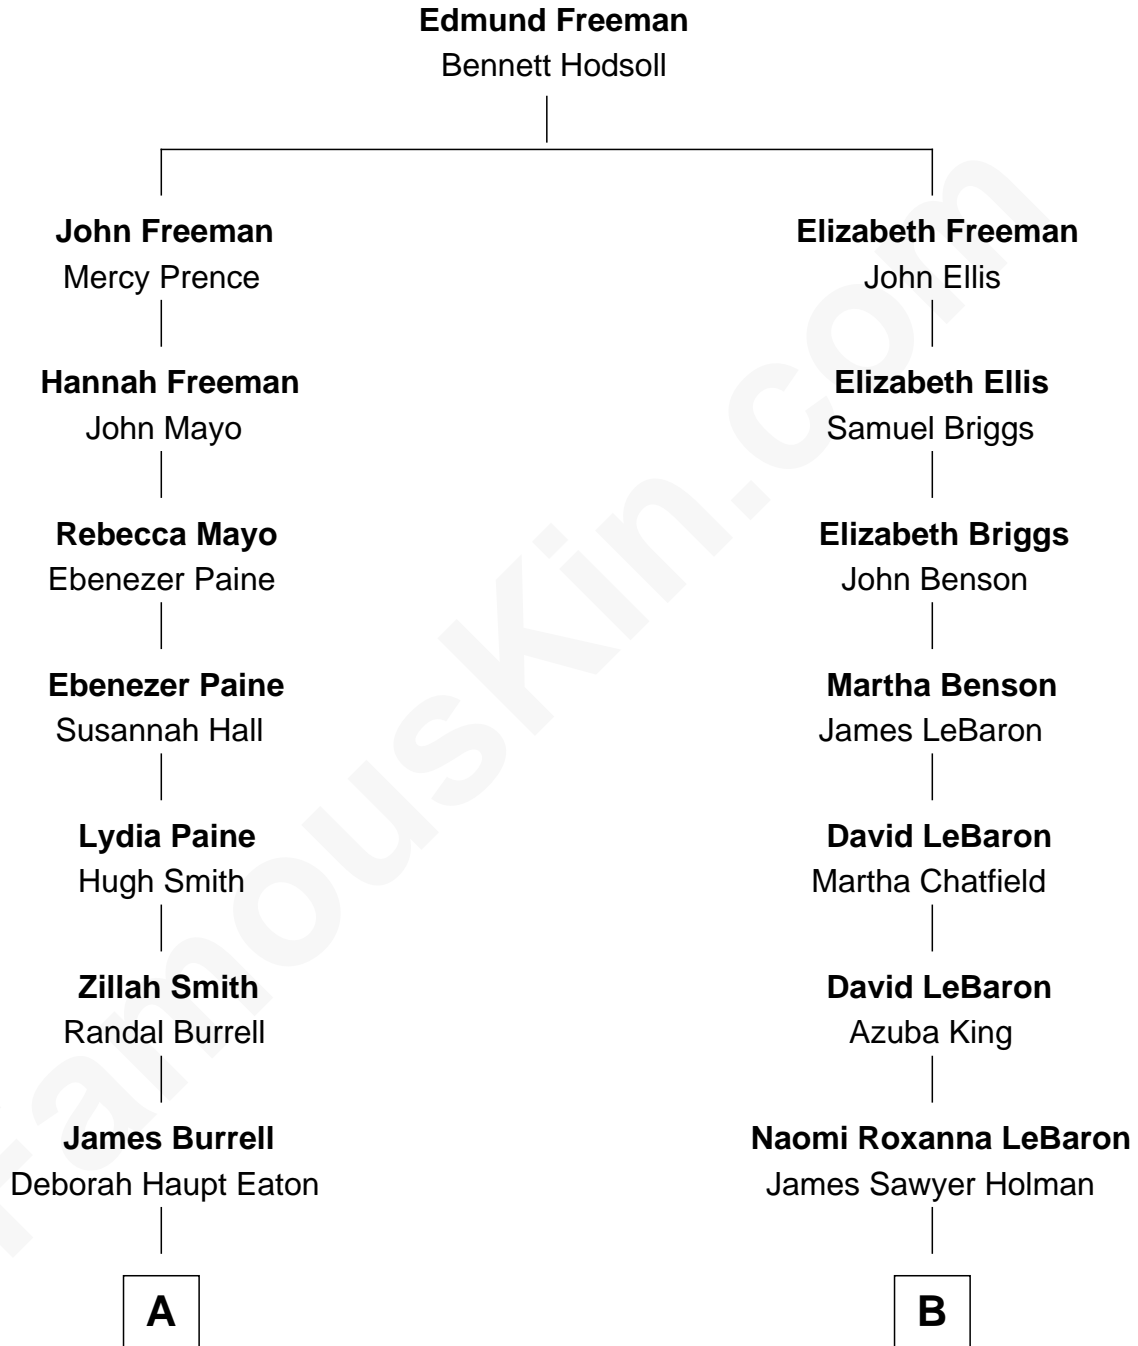 Edmund Freeman
Bennett Hodsoll
John Freeman
Mercy Prence
Elizabeth Freeman
John Ellis
Hannah Freeman
John Mayo
Elizabeth Ellis
Samuel Briggs
Rebecca Mayo
Ebenezer Paine
Elizabeth Briggs
John Benson
Ebenezer Paine
Susannah Hall
Martha Benson
James LeBaron
Lydia Paine
Hugh Smith
David LeBaron
Martha Chatfield
Zillah Smith
Randal Burrell
David LeBaron
Azuba King
James Burrell
Deborah Haupt Eaton
Naomi Roxanna LeBaron
James Sawyer Holman
A
B
FamousKin.com